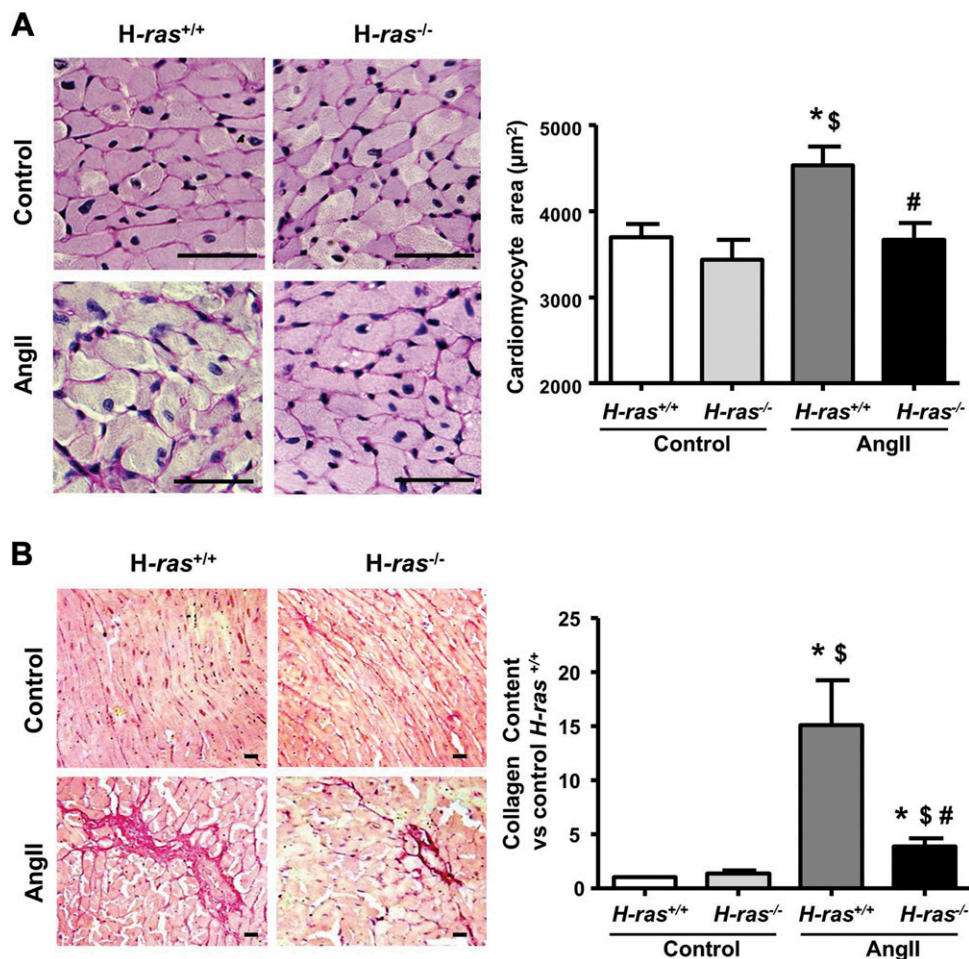 A
H-ras+/+
H-ras-/-
Control
AngII
Cardiomyocyte area (µm²)
5000
4000
3000
2000
* $
#
H-ras+/+
H-ras-/-
H-ras+/+
H-ras-/-
Control
AngII
B
H-ras+/+
H-ras-/-
Control
AngII
Collagen Content
vs control H-ras +/+
25
20
15
10
5
0
* $
* $ #
H-ras+/+
H-ras-/-
H-ras+/+
H-ras-/-
Control
AngII